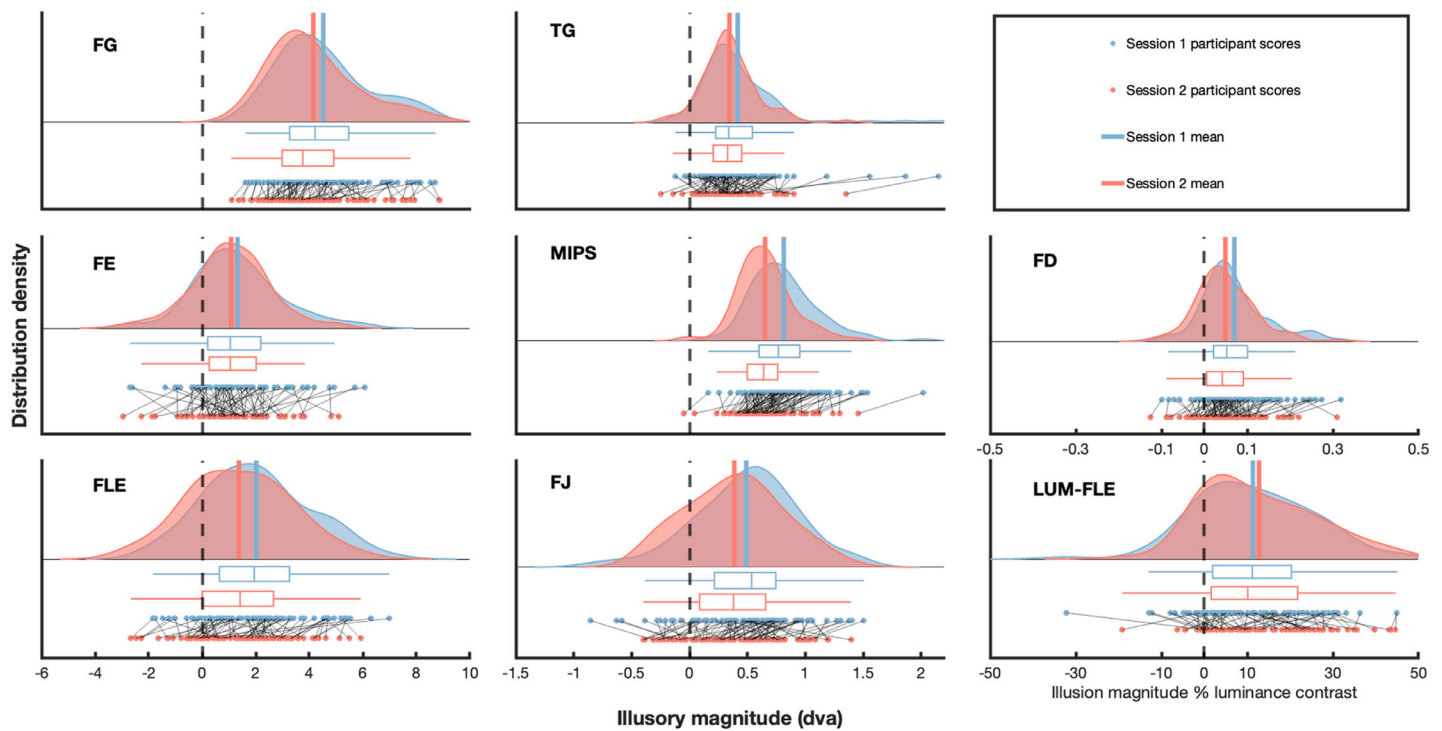 FG
TG
Session 1 participant scores
Session 2 participant scores
Session 1 mean
Session 2 mean
Distribution density
FE
MIPS
FD
-0.5 -0.3 -0.1 0 0.1 0.3 0.5
FLE
FJ
LUM-FLE
-6 -4 -2 0 2 4 6 8 10
-1.5 -1 -0.5 0 0.5 1 1.5 2
-50 -30 -10 0 10 30 50
Illusion magnitude % luminance contrast
Illusory magnitude (dva)